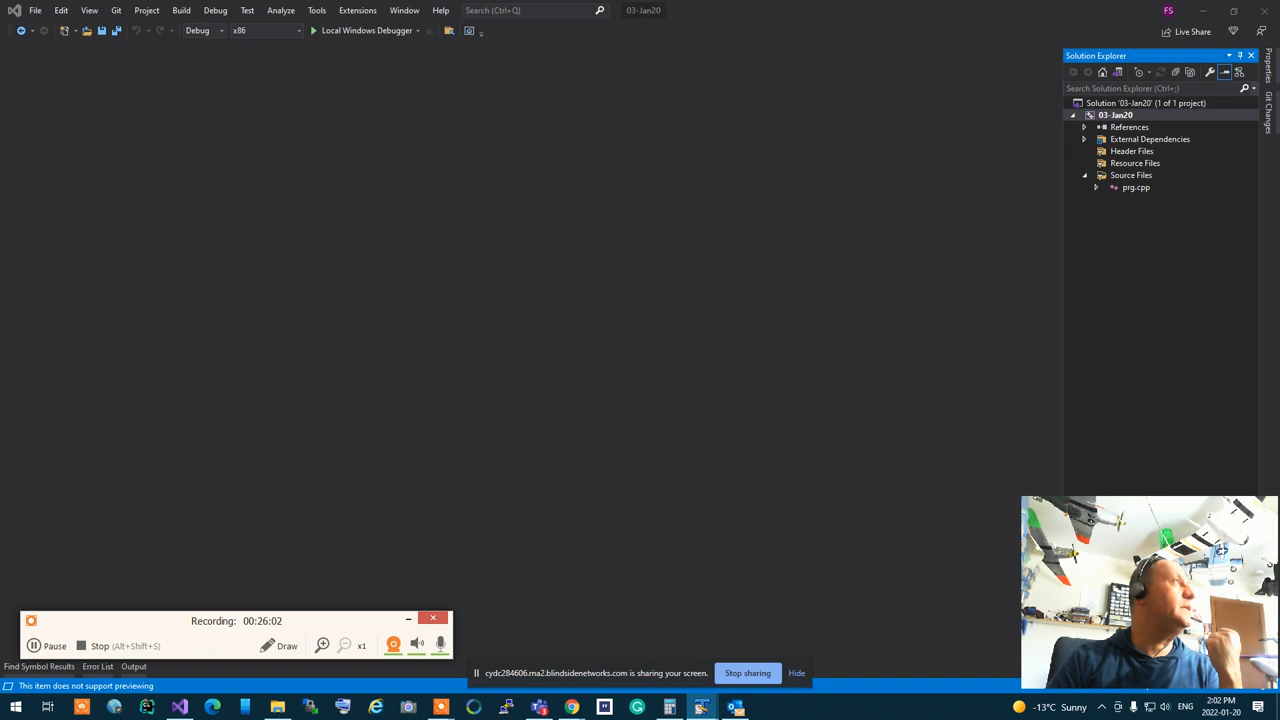 File Edit View Git Project Build Debug Test Analyze Tools Extensions Window Help Search (Ctrl+Q) 03-Jan20 FS
Debug x86 Local Windows Debugger Live Share
Solution Explorer
Search Solution Explorer (Ctrl+;)
Solution '03-Jan20' (1 of 1 project)
03-Jan20
References
External Dependencies
Header Files
Resource Files
Source Files
prg.cpp
Properties
Git Changes
Recording: 00:26:02
Pause Stop (Alt+Shift+S) Draw x1
Find Symbol Results Error List Output
cydc284606.rna2.blindsidenetworks.com is sharing your screen. Stop sharing Hide
This item does not support previewing
-13°C Sunny ENG 2:02 PM
2022-01-20